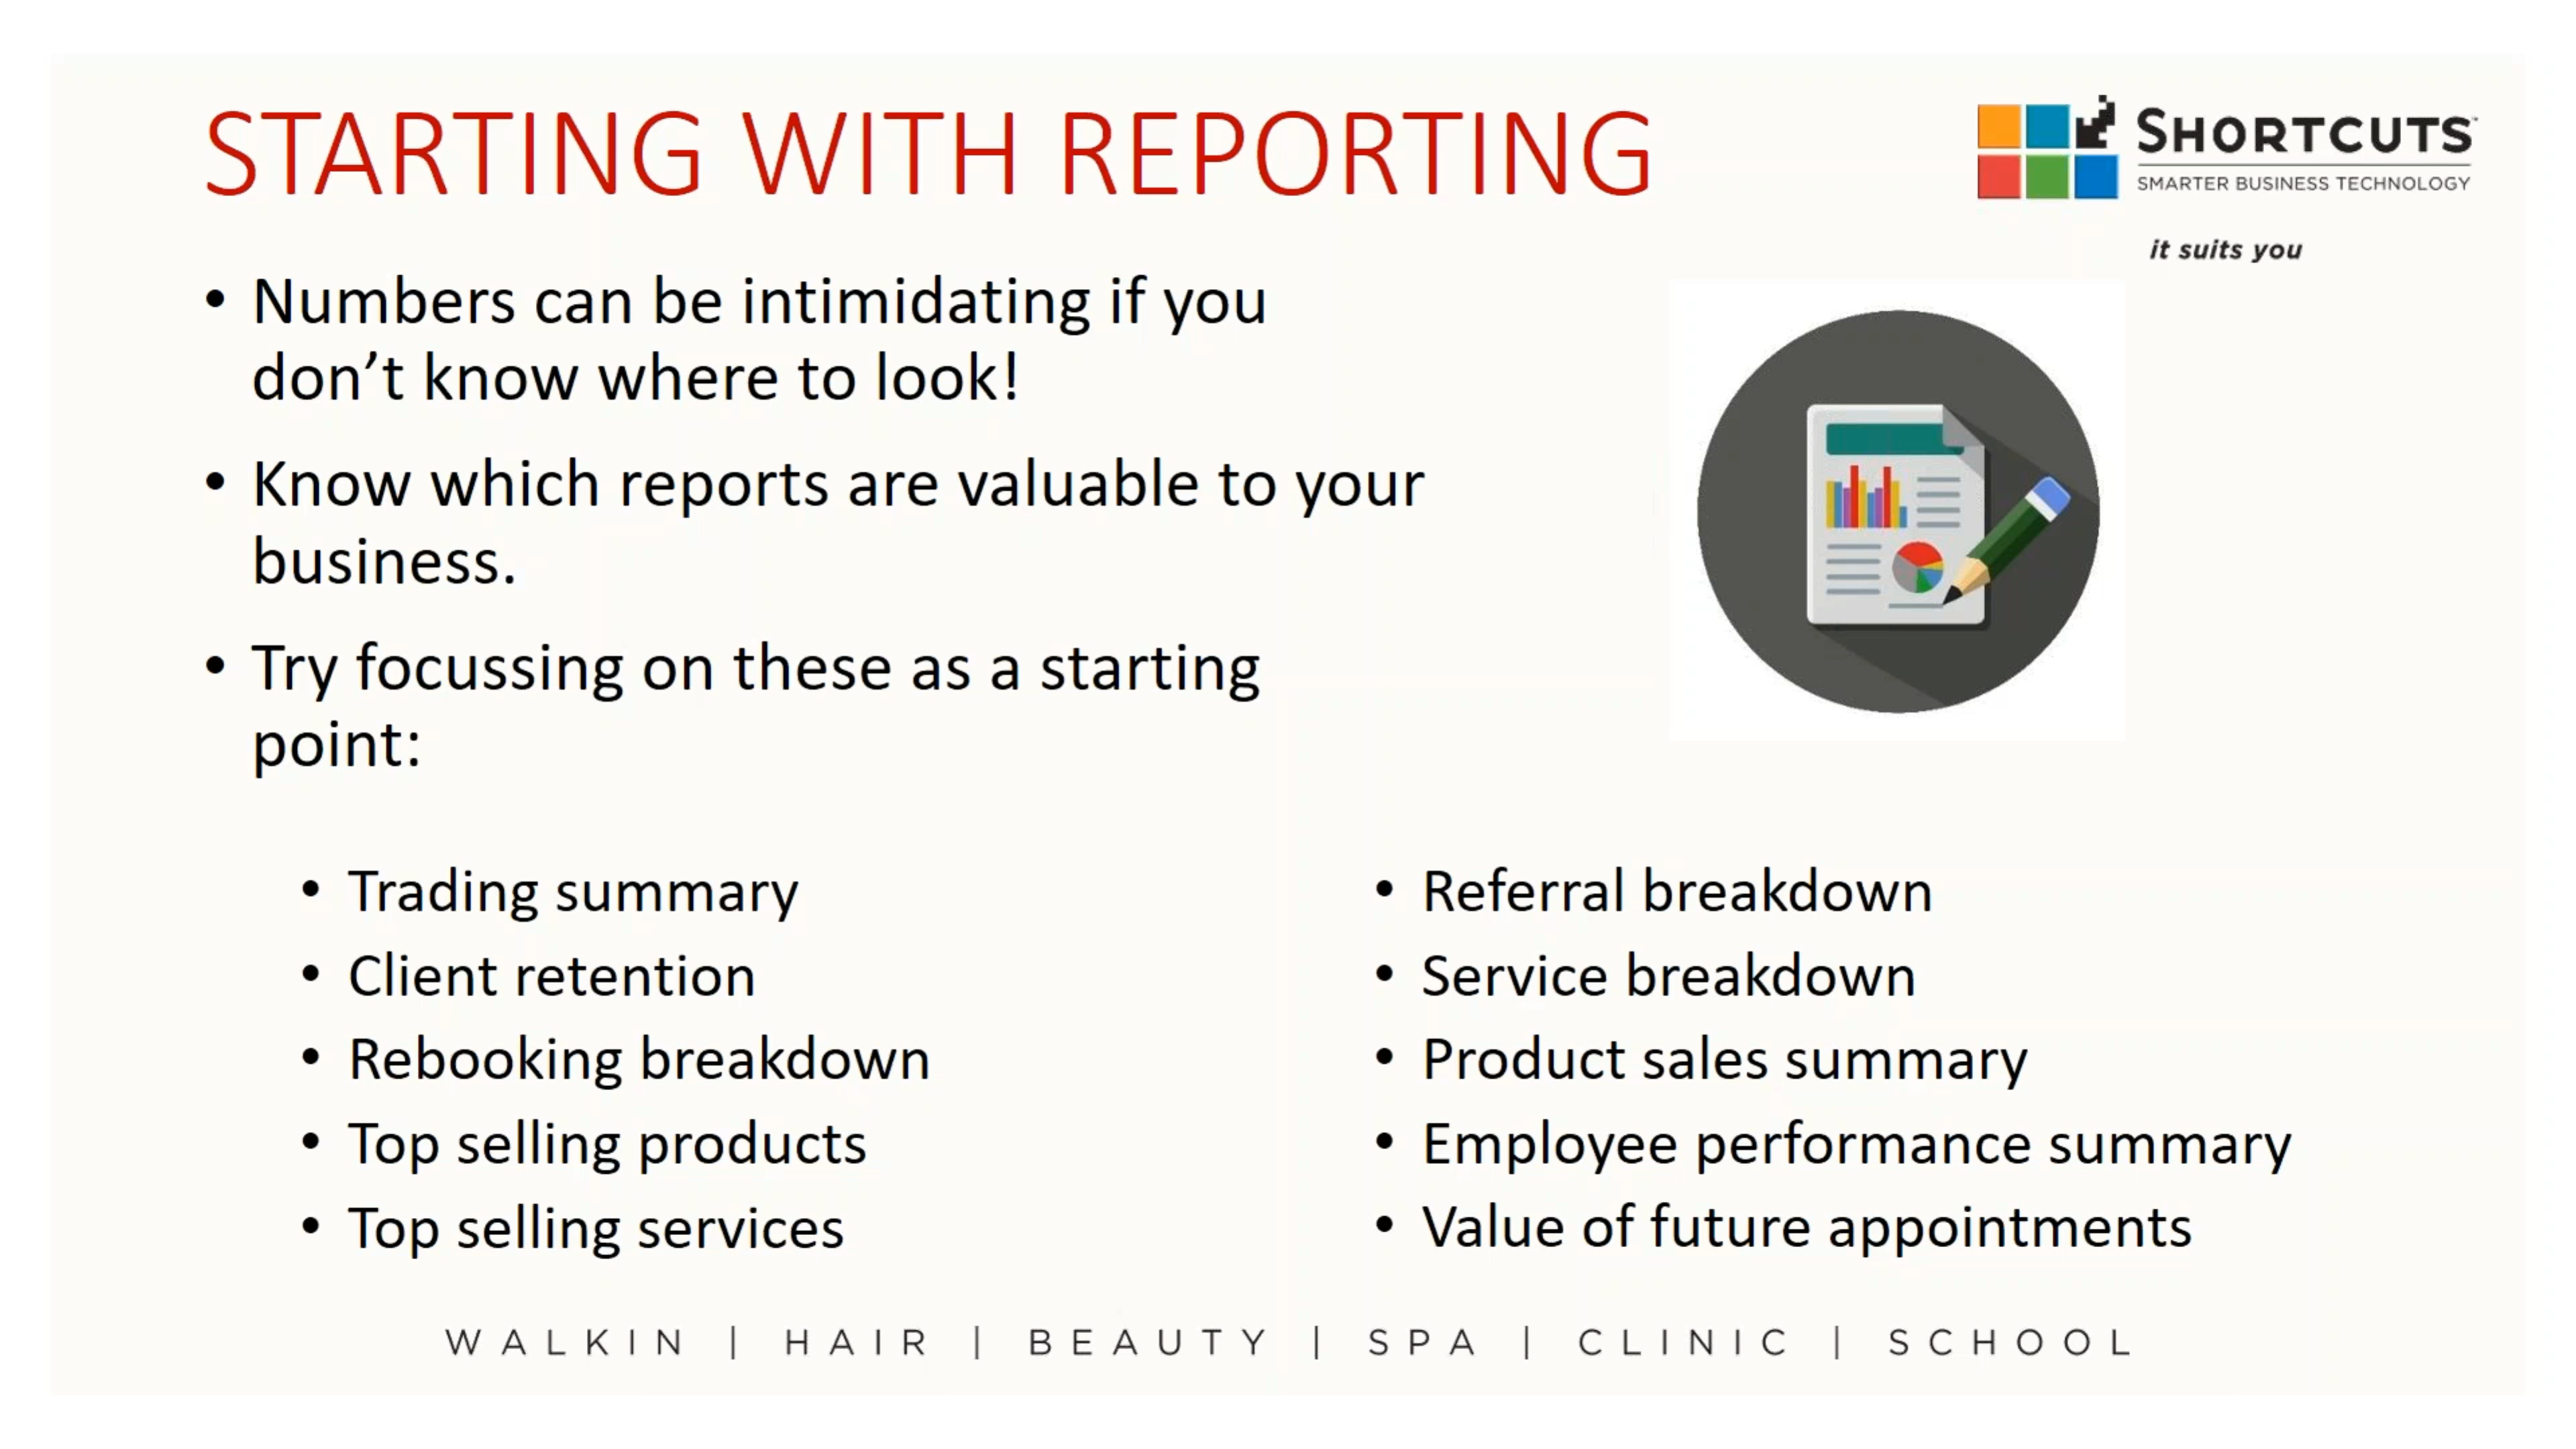 STARTING WITH REPORTING
SHORTCUTS™
SMARTER BUSINESS TECHNOLOGY
it suits you
• Numbers can be intimidating if you
don’t know where to look!
• Know which reports are valuable to your
business.
• Try focussing on these as a starting
point:
• Trading summary
• Client retention
• Rebooking breakdown
• Top selling products
• Top selling services
• Referral breakdown
• Service breakdown
• Product sales summary
• Employee performance summary
• Value of future appointments
WALKIN | HAIR | BEAUTY | SPA | CLINIC | SCHOOL